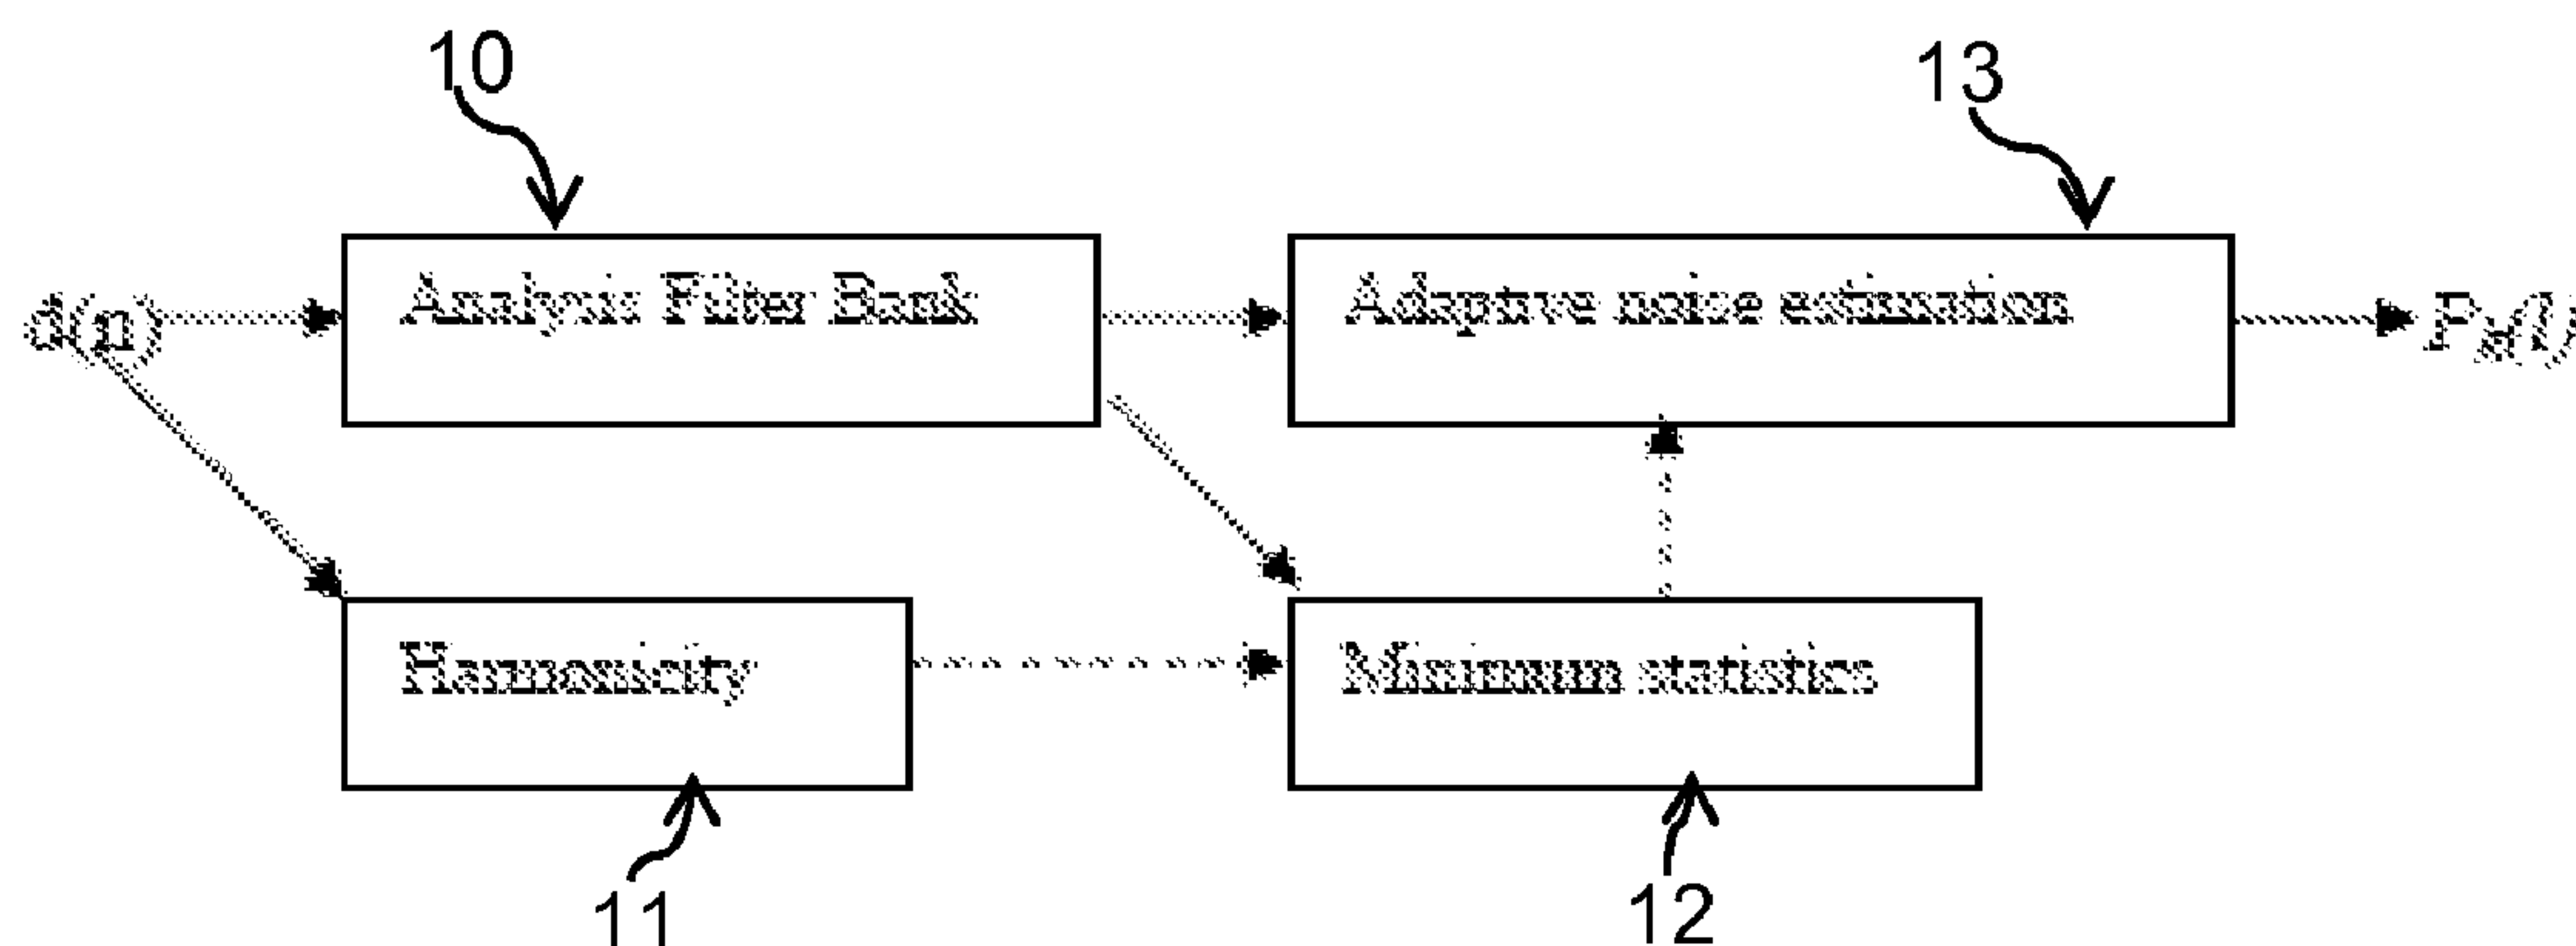 10
13
d(n)
Analysis Filter Bank
Adaptive noise estimation
Harmonicity
Minimum statistics
11
12